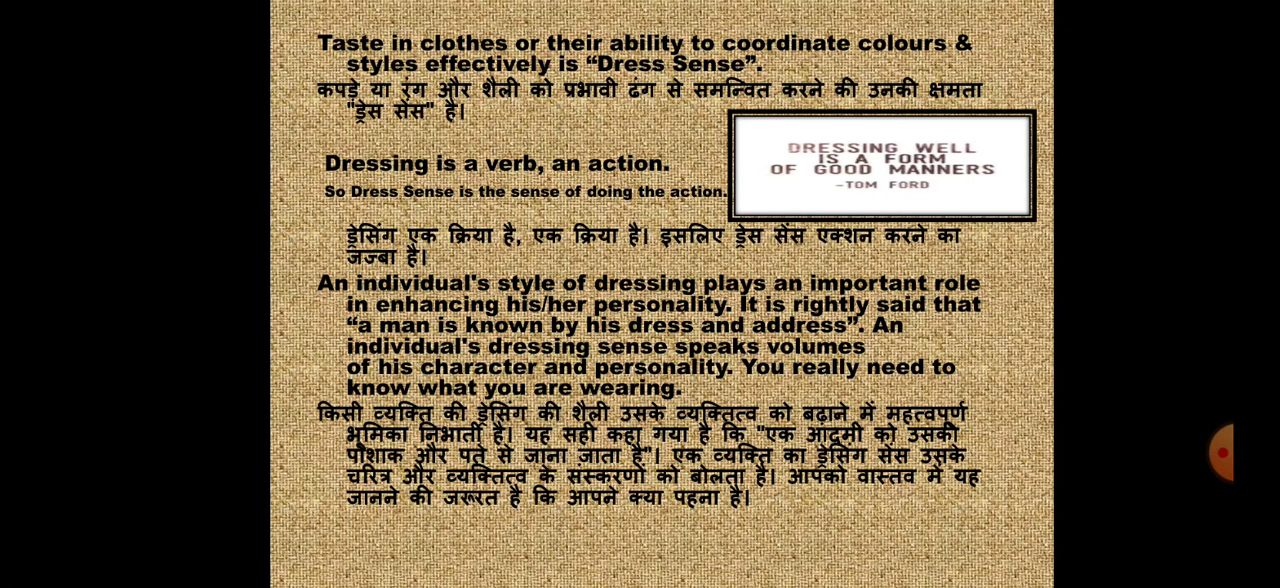 Taste in clothes or their ability to coordinate colours &
styles effectively is “Dress Sense”.
कपड़े या रंग और शैली को प्रभावी ढंग से समन्वित करने की उनकी क्षमता
"ड्रेस सेंस" है।
DRESSING WELL
IS A FORM
OF GOOD MANNERS
-TOM FORD
Dressing is a verb, an action.
So Dress Sense is the sense of doing the action.
ड्रेसिंग एक क्रिया है, एक क्रिया है। इसलिए ड्रेस सेंस एक्शन करने का
जज्बा है।
An individual's style of dressing plays an important role
in enhancing his/her personality. It is rightly said that
“a man is known by his dress and address”. An
individual's dressing sense speaks volumes
of his character and personality. You really need to
know what you are wearing.
किसी व्यक्ति की ड्रेसिंग की शैली उसके व्यक्तित्व को बढ़ाने में महत्वपूर्ण
भूमिका निभाती है। यह सही कहा गया है कि "एक आदमी को उसकी
पोशाक और पते से जाना जाता है"। एक व्यक्ति का ड्रेसिंग सेंस उसके
चरित्र और व्यक्तित्व के संस्करणों को बोलता है। आपको वास्तव में यह
जानने की जरूरत है कि आपने क्या पहना है।